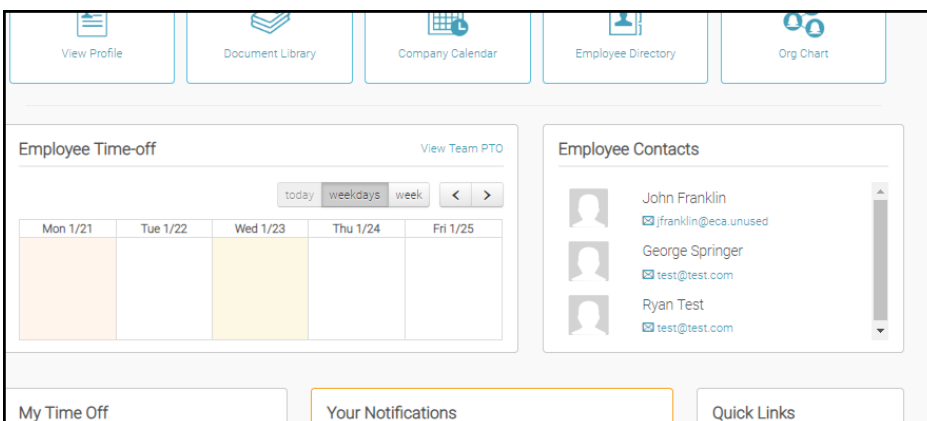 View Profile
Document Library
Company Calendar
Employee Directory
Org Chart
Employee Time-off
View Team PTO
today weekdays week < >
Mon 1/21 Tue 1/22 Wed 1/23 Thu 1/24 Fri 1/25
Employee Contacts
John Franklin
jfranklin@eca.unused
George Springer
test@test.com
Ryan Test
test@test.com
My Time Off
Your Notifications
Quick Links